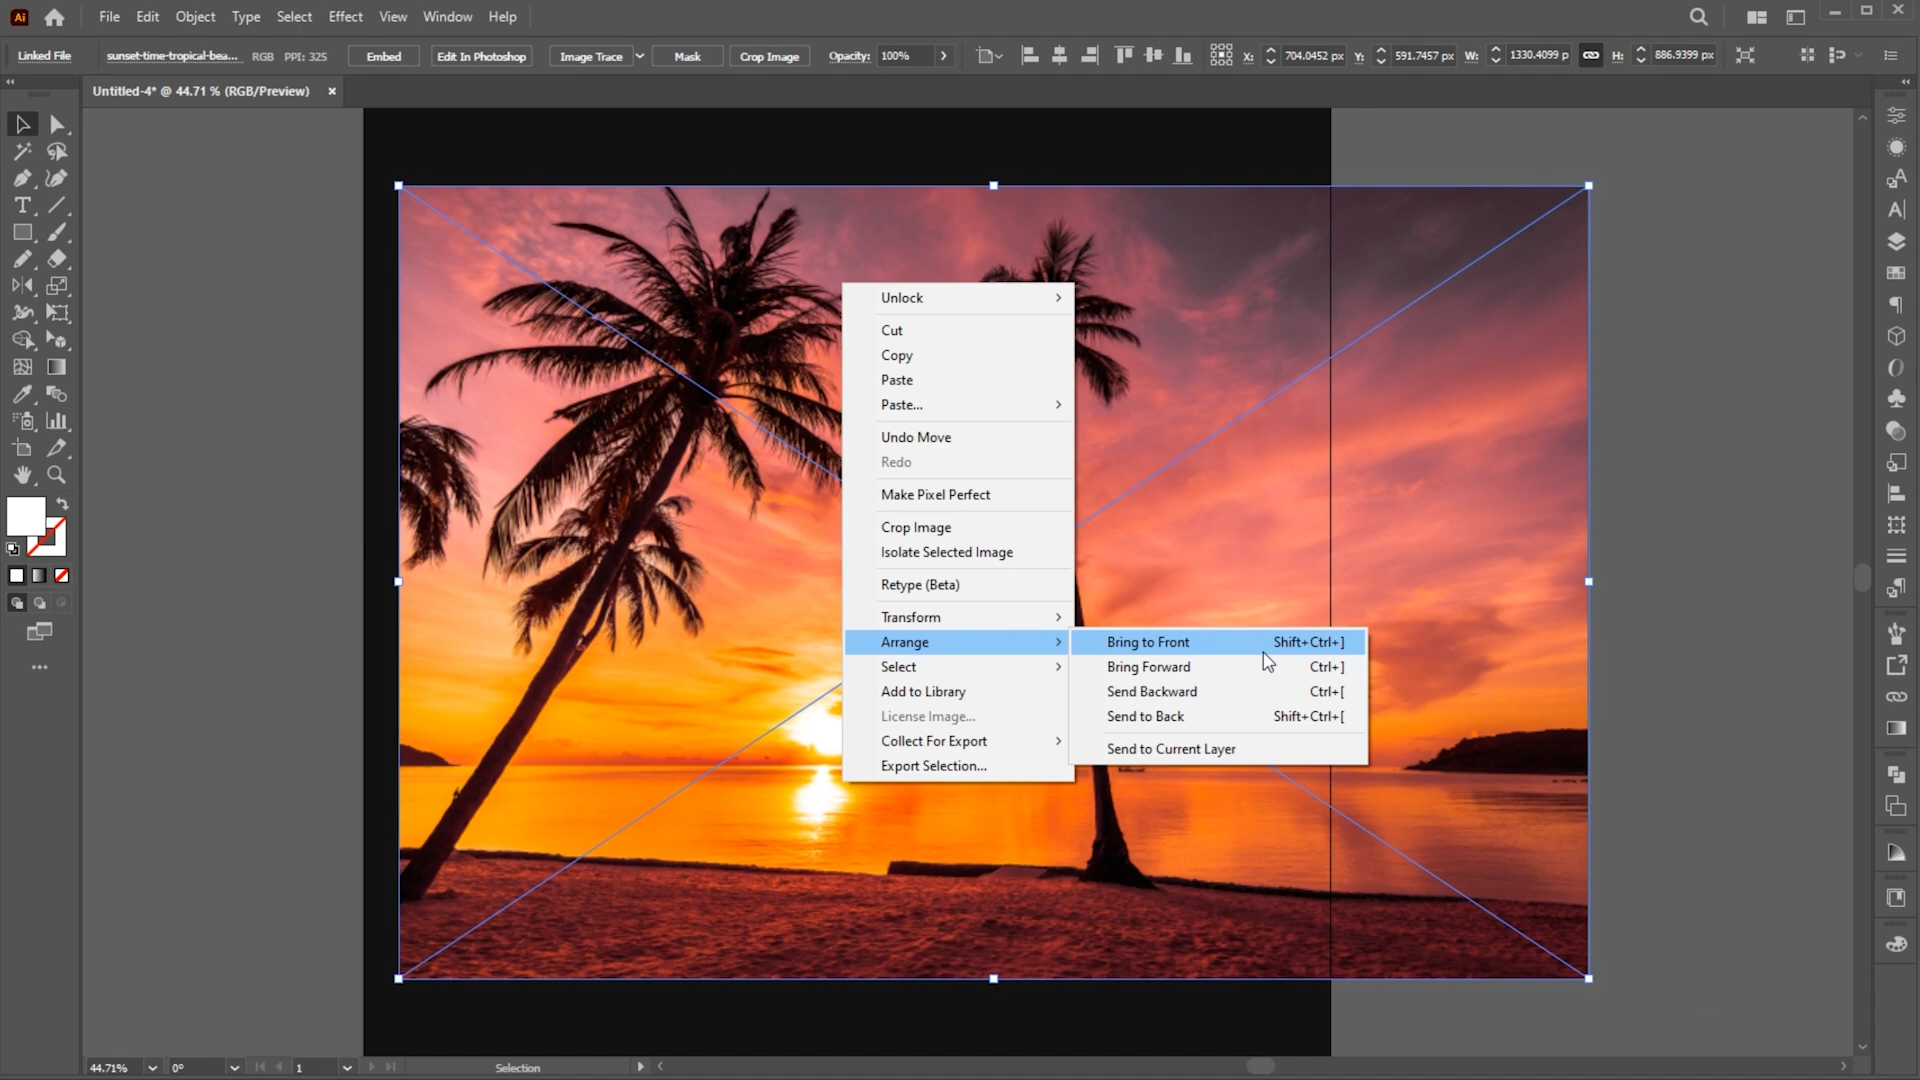 Ai File Edit Object Type Select Effect View Window Help
Linked File sunset-time-tropical-bea... RGB PPI: 325 Embed Edit In Photoshop Image Trace Mask Crop Image Opacity: 100% X: 704.0452 px Y: 591.7457 px W: 1330.4099 p H: 886.9399 px
Untitled-4* @ 44.71 % (RGB/Preview) ×
Unlock
Cut
Copy
Paste
Paste...
Undo Move
Redo
Make Pixel Perfect
Crop Image
Isolate Selected Image
Retype (Beta)
Transform
Arrange
Select
Add to Library
License Image...
Collect For Export
Export Selection...
Bring to Front Shift+Ctrl+]
Bring Forward Ctrl+]
Send Backward Ctrl+[
Send to Back Shift+Ctrl+[
Send to Current Layer
44.71% 0° 1 Selection